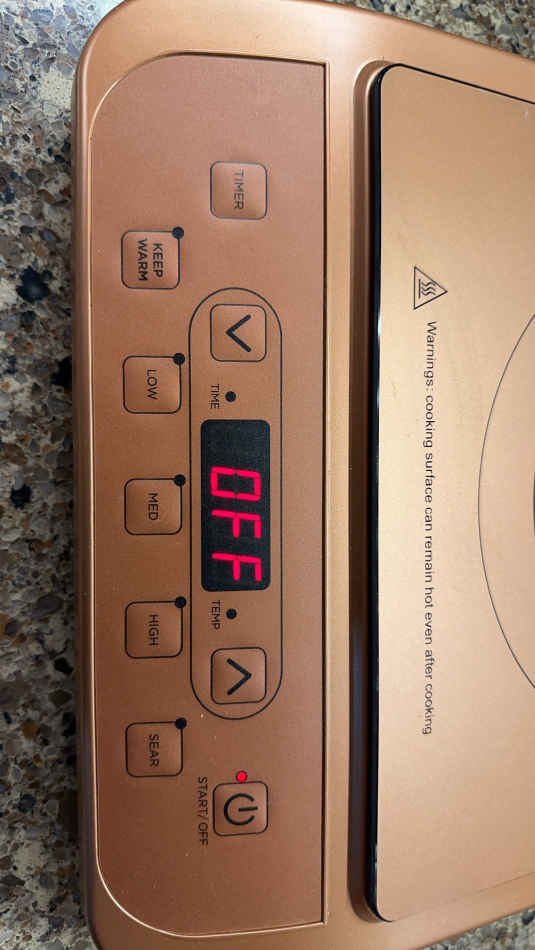 Warnings: cooking surface can remain hot even after cooking
TIMER
TIME
OFF
TEMP
START/OFF
KEEP
WARM
LOW
MED
HIGH
SEAR